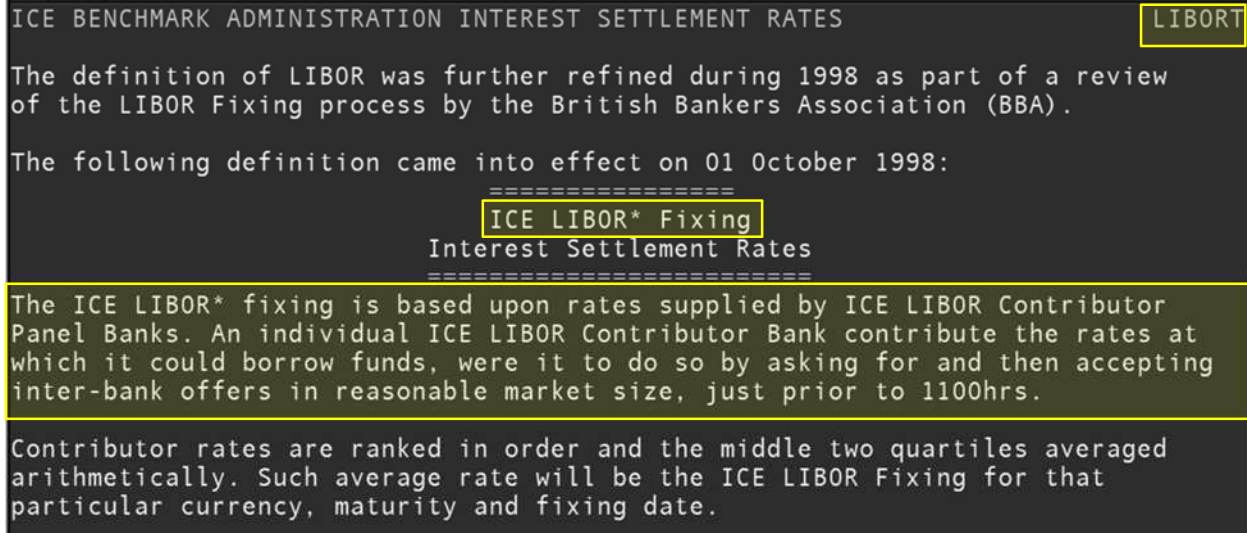 ICE BENCHMARK ADMINISTRATION INTEREST SETTLEMENT RATES LIBORT
The definition of LIBOR was further refined during 1998 as part of a review
of the LIBOR Fixing process by the British Bankers Association (BBA).
The following definition came into effect on 01 October 1998:
================
ICE LIBOR* Fixing
Interest Settlement Rates
=========================
The ICE LIBOR* fixing is based upon rates supplied by ICE LIBOR Contributor
Panel Banks. An individual ICE LIBOR Contributor Bank contribute the rates at
which it could borrow funds, were it to do so by asking for and then accepting
inter-bank offers in reasonable market size, just prior to 1100hrs.
Contributor rates are ranked in order and the middle two quartiles averaged
arithmetically. Such average rate will be the ICE LIBOR Fixing for that
particular currency, maturity and fixing date.